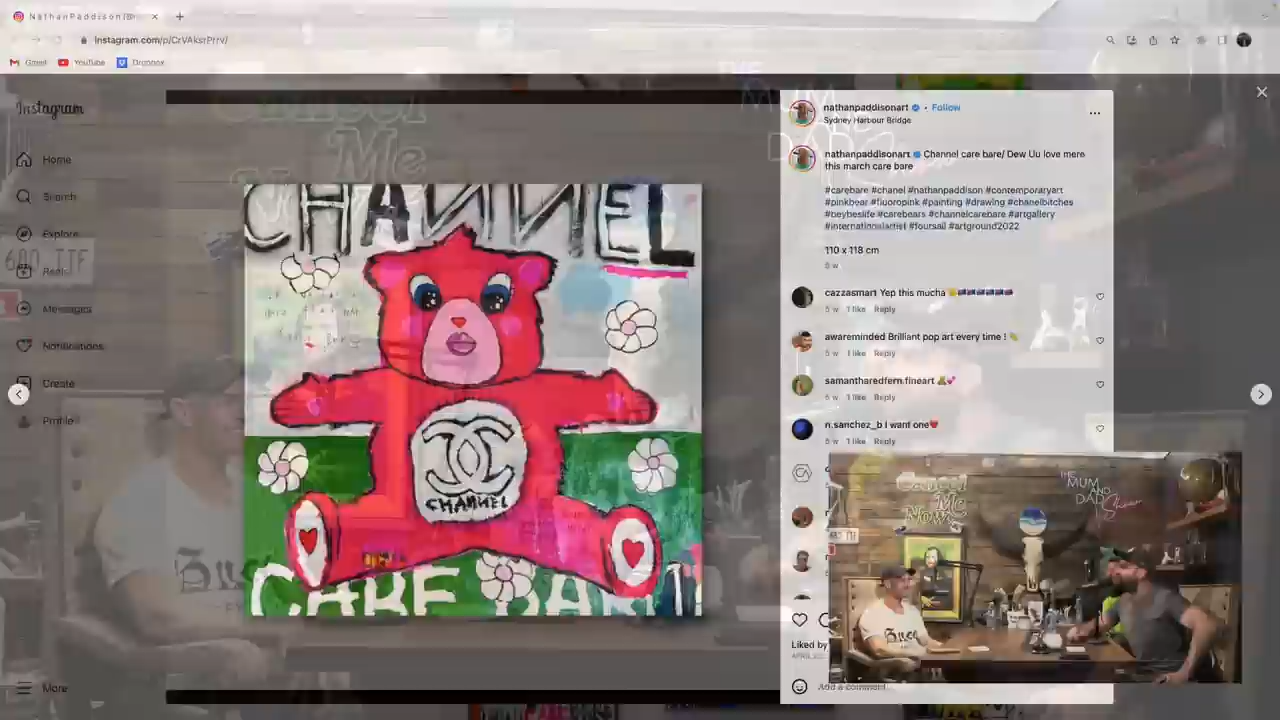 NathanPaddison(@n
instagram.com/p/CrVAksrPrrv/
Gmail YouTube Dropbox
Instagram
Home
Search
Explore
Reels
Messages
Notifications
Create
Profile
More
CHANNEL
CHANNEL
CARE BARE
nathanpaddisonart • Follow
Sydney Harbour Bridge
nathanpaddisonart Channel care bare/ Dew Uu love mere
this march care bare
#carebare #chanel #nathanpaddison #contemporaryart
#pinkbear #fluoropink #painting #drawing #chanelbitches
#beybeslife #carebears #channelcarebare #artgallery
#internationalartist #foursail #artground2022
110 x 118 cm
5 w
cazzasmart Yep this mucha
5 w 1 like Reply
awareminded Brilliant pop art every time !
5 w 1 like Reply
samantharedfern.fineart
5 w 1 like Reply
n.sanchez_b I want one
5 w 1 like Reply
Liked by
Add a comment
Cancel
Me
Now
THE
MUM
AND
DAD
Show